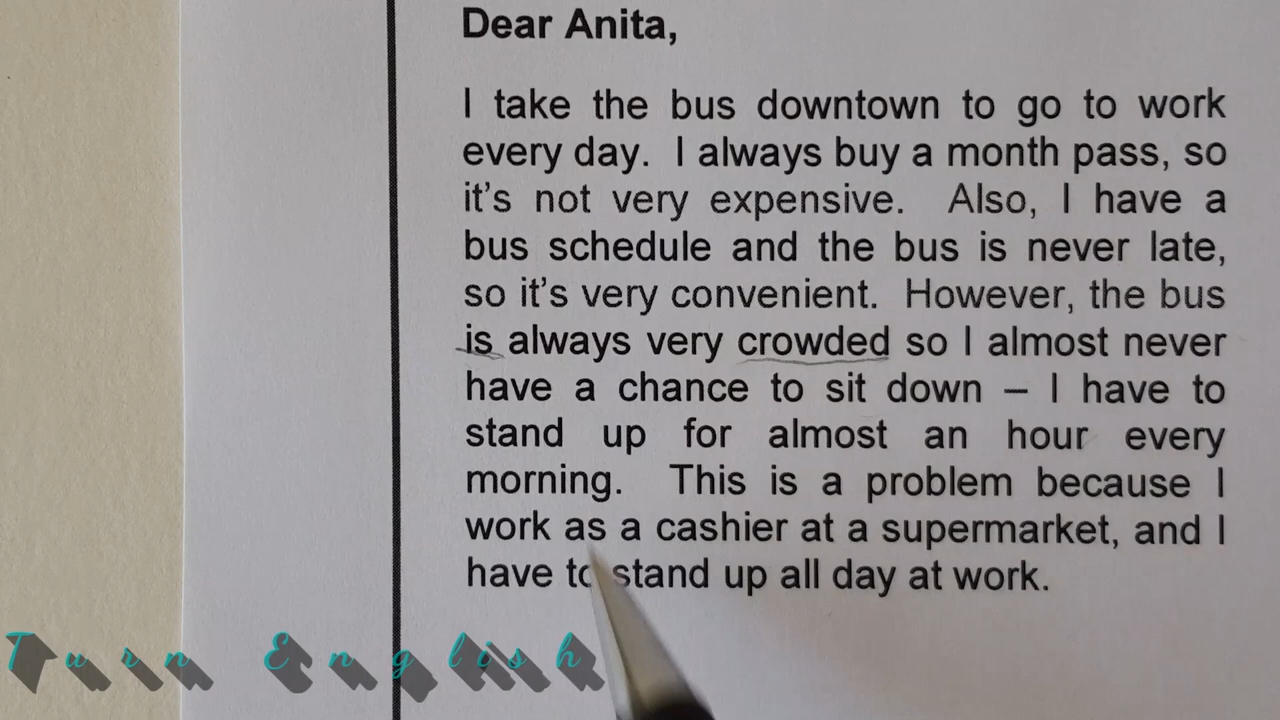 Dear Anita,
I take the bus downtown to go to work
every day. I always buy a month pass, so
it's not very expensive. Also, I have a
bus schedule and the bus is never late,
so it's very convenient. However, the bus
is always very crowded so I almost never
have a chance to sit down – I have to
stand up for almost an hour every
morning. This is a problem because I
work as a cashier at a supermarket, and I
have to stand up all day at work.
Turn English